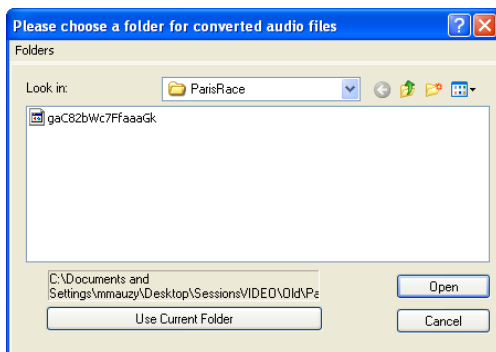 Please choose a folder for converted audio files
Folders
Look in: ParisRace
gaC82bWc7FfaaaGk
C:\Documents and
Settings\mmauzy\Desktop\SessionsVIDEO\Old\Pa
Open
Use Current Folder
Cancel